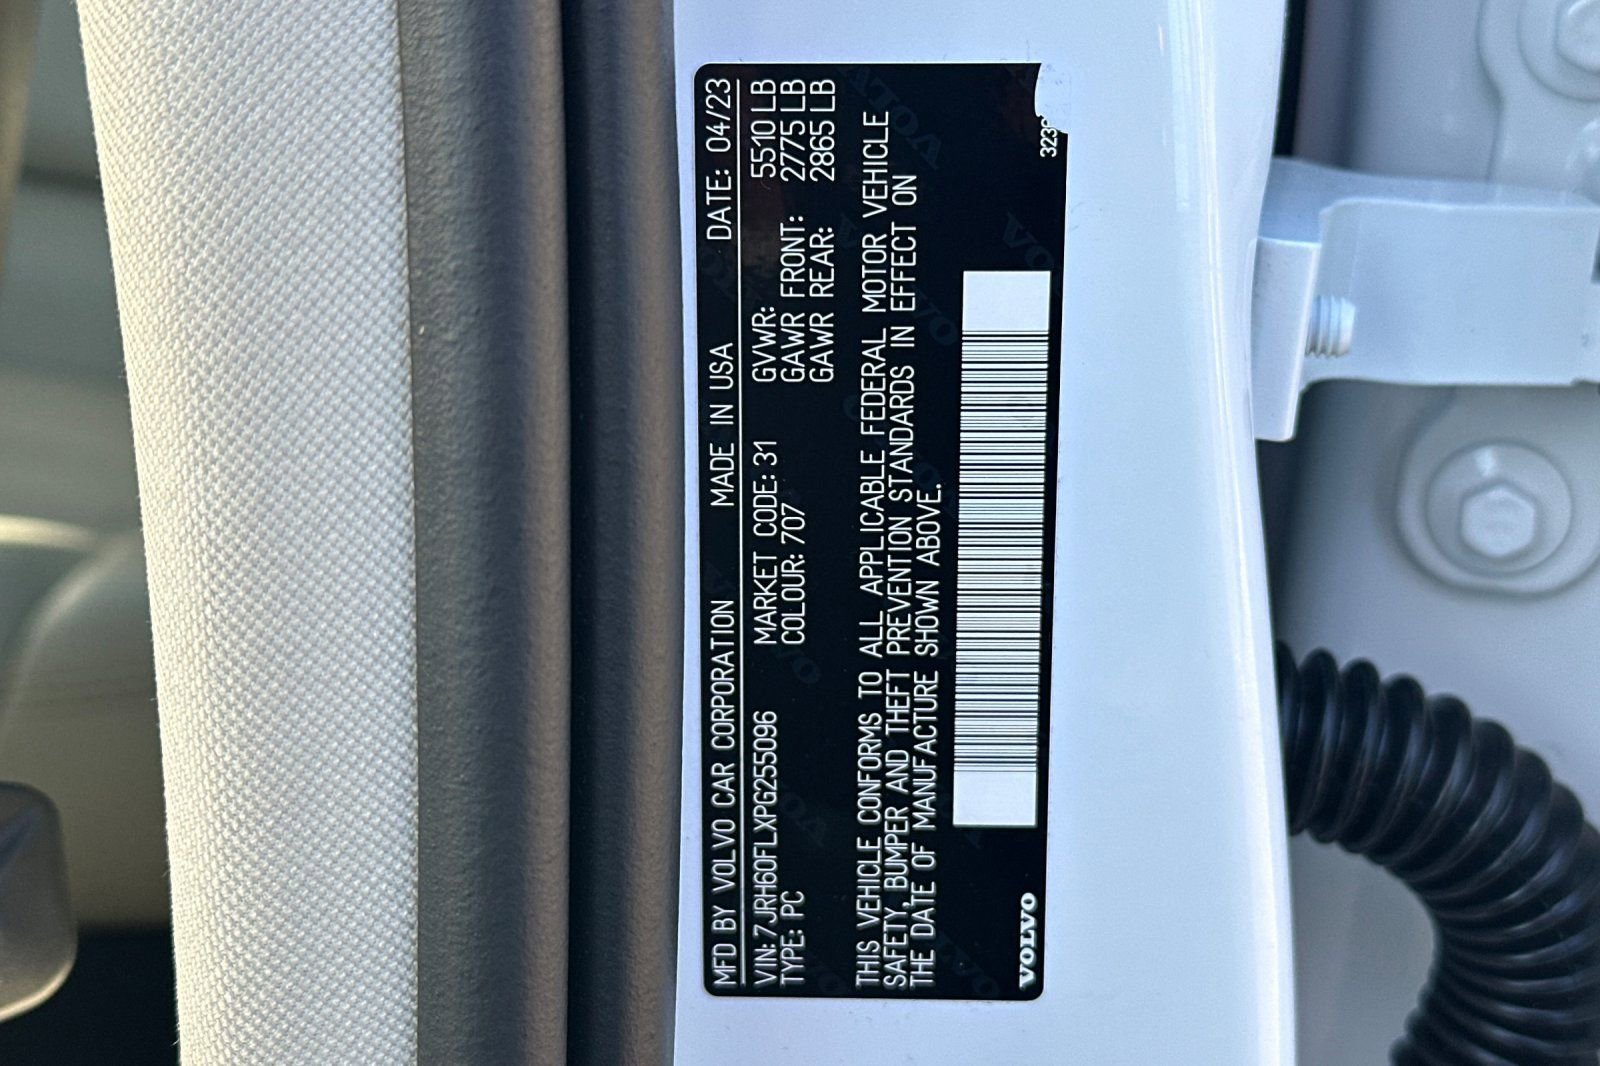 MFD BY VOLVO CAR CORPORATION MADE IN USA DATE: 04/23
VIN: 7JRH60FLXPG255096 MARKET CODE: 31 GVWR: 5510 LB
TYPE: PC COLOUR: 707 GAWR FRONT: 2775 LB
GAWR REAR: 2865 LB
THIS VEHICLE CONFORMS TO ALL APPLICABLE FEDERAL MOTOR VEHICLE
SAFETY, BUMPER AND THEFT PREVENTION STANDARDS IN EFFECT ON
THE DATE OF MANUFACTURE SHOWN ABOVE.
VOLVO